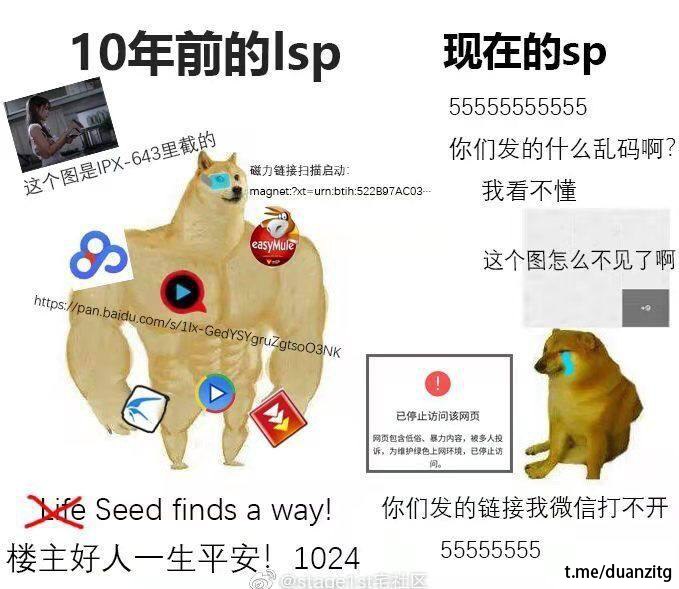 10年前的lsp
这个图是IPX-643里截的
磁力链接扫描启动：
magnet:?xt=urn:btih:522B97AC03…
easyMule
https://pan.baidu.com/s/1Ix-GedYSYgruZgtsoO3NK
Life Seed finds a way!
楼主好人一生平安！1024
现在的sp
55555555555
你们发的什么乱码啊？
我看不懂
这个图怎么不见了啊
+9
!
已停止访问该网页
网页包含低俗、暴力内容，被多人投
诉，为维护绿色上网环境，已停止访
问。
你们发的链接我微信打不开
55555555
@stage1st宅社区
t.me/duanzitg